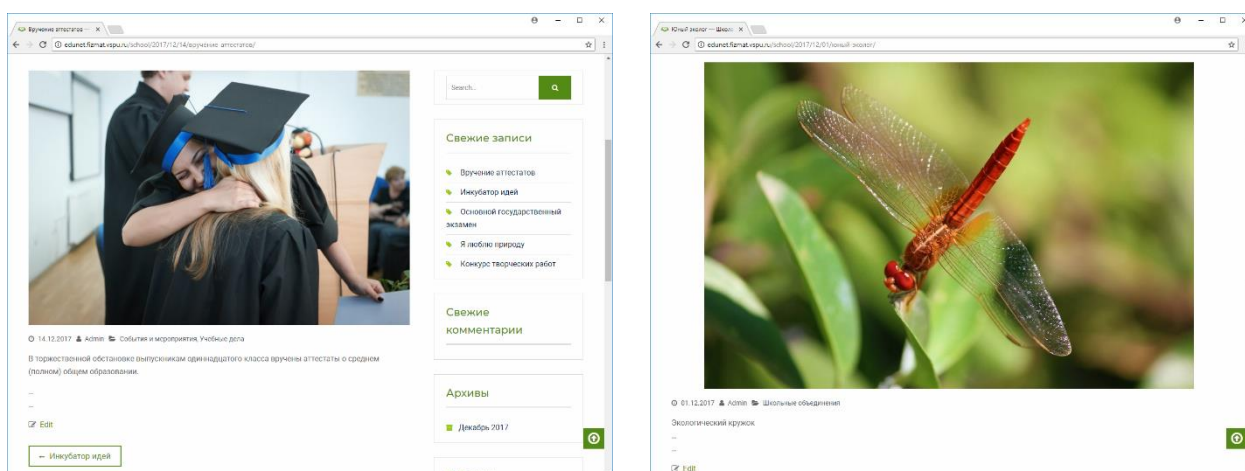 Вручение аттестатов —
edunet.fizmat.vspu.ru/school/2017/12/14/вручение-аттестатов/
Search...
Свежие записи
Вручение аттестатов
Инкубатор идей
Основной государственный
экзамен
Я люблю природу
Конкурс творческих работ
Свежие
комментарии
14.12.2017 Admin События и мероприятия, Учебные дела
В торжественной обстановке выпускникам одиннадцатого класса вручены аттестаты о среднем
(полном) общем образовании.
...
...
Edit
← Инкубатор идей
Архивы
Декабрь 2017
Юный эколог — Школ
edunet.fizmat.vspu.ru/school/2017/12/01/юный-эколог/
01.12.2017 Admin Школьные объединения
Экологический кружок
...
...
Edit